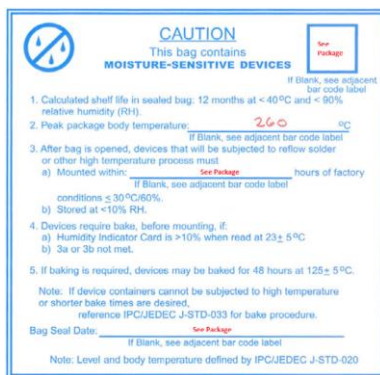 CAUTION
This bag contains
MOISTURE-SENSITIVE DEVICES
See
Package
If Blank, see adjacent
bar code label
1. Calculated shelf life in sealed bag: 12 months at < 40°C and < 90%
relative humidity (RH).
2. Peak package body temperature: 260 °C
If Blank, see adjacent bar code label
3. After bag is opened, devices that will be subjected to reflow solder
or other high temperature process must
a) Mounted within: See Package hours of factory
If Blank, see adjacent bar code label
conditions ≤ 30°C/60%.
b) Stored at <10% RH.
4. Devices require bake, before mounting, if:
a) Humidity Indicator Card is >10% when read at 23± 5°C
b) 3a or 3b not met.
5. If baking is required, devices may be baked for 48 hours at 125± 5°C.
Note: If device containers cannot be subjected to high temperature
or shorter bake times are desired,
reference IPC/JEDEC J-STD-033 for bake procedure.
Bag Seal Date: See Package
If Blank, see adjacent bar code label
Note: Level and body temperature defined by IPC/JEDEC J-STD-020